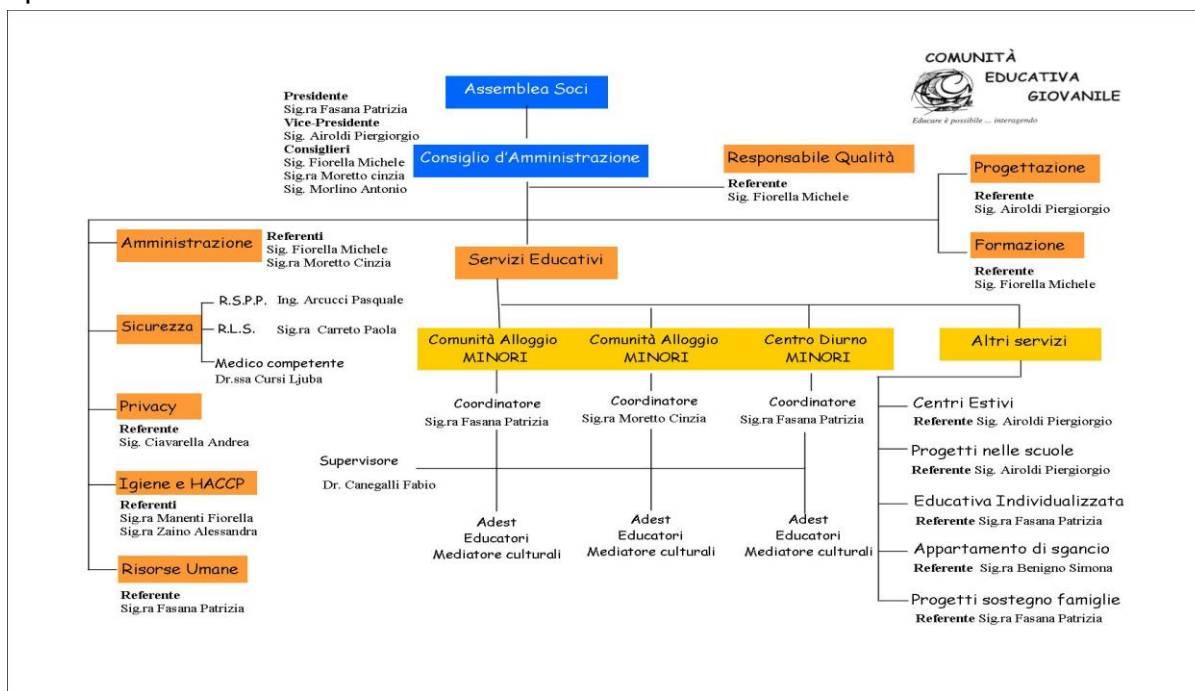 COMUNITÀ
EDUCATIVA
GIOVANILE
Educare è possibile ... interagendo
Assemblea Soci
Presidente
Sig.ra Fasana Patrizia
Vice-Presidente
Sig. Airoldi Piergiorgio
Consiglieri
Sig. Fiorella Michele
Sig.ra Moretto cinzia
Sig. Morlino Antonio
Consiglio d'Amministrazione
Responsabile Qualità
Referente
Sig. Fiorella Michele
Progettazione
Referente
Sig. Airoldi Piergiorgio
Formazione
Referente
Sig. Fiorella Michele
Amministrazione
Referenti
Sig. Fiorella Michele
Sig.ra Moretto Cinzia
Servizi Educativi
Sicurezza
R.S.P.P. Ing. Arcucci Pasquale
R.L.S. Sig.ra Carreto Paola
Medico competente
Dr.ssa Cursi Ljuba
Privacy
Referente
Sig. Ciavarella Andrea
Igiene e HACCP
Referenti
Sig.ra Manenti Fiorella
Sig.ra Zaino Alessandra
Risorse Umane
Referente
Sig.ra Fasana Patrizia
Comunità Alloggio
MINORI
Coordinatore
Sig.ra Fasana Patrizia
Comunità Alloggio
MINORI
Coordinatore
Sig.ra Moretto Cinzia
Centro Diurno
MINORI
Coordinatore
Sig.ra Fasana Patrizia
Supervisore
Dr. Canegalli Fabio
Adest
Educatori
Mediatore culturali
Adest
Educatori
Mediatore culturali
Adest
Educatori
Mediatore culturali
Altri servizi
Centri Estivi
Referente Sig. Airoldi Piergiorgio
Progetti nelle scuole
Referente Sig. Airoldi Piergiorgio
Educativa Individualizzata
Referente Sig.ra Fasana Patrizia
Appartamento di sgancio
Referente Sig.ra Benigno Simona
Progetti sostegno famiglie
Referente Sig.ra Fasana Patrizia